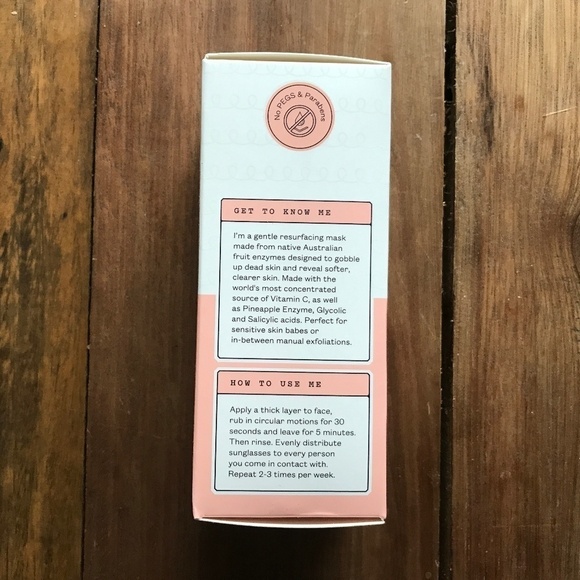 No PEGS & Parabens
GET TO KNOW ME
I'm a gentle resurfacing mask
made from native Australian
fruit enzymes designed to gobble
up dead skin and reveal softer,
clearer skin. Made with the
world's most concentrated
source of Vitamin C, as well
as Pineapple Enzyme, Glycolic
and Salicylic acids. Perfect for
sensitive skin babes or
in-between manual exfoliations.
HOW TO USE ME
Apply a thick layer to face,
rub in circular motions for 30
seconds and leave for 5 minutes.
Then rinse. Evenly distribute
sunglasses to every person
you come in contact with.
Repeat 2-3 times per week.